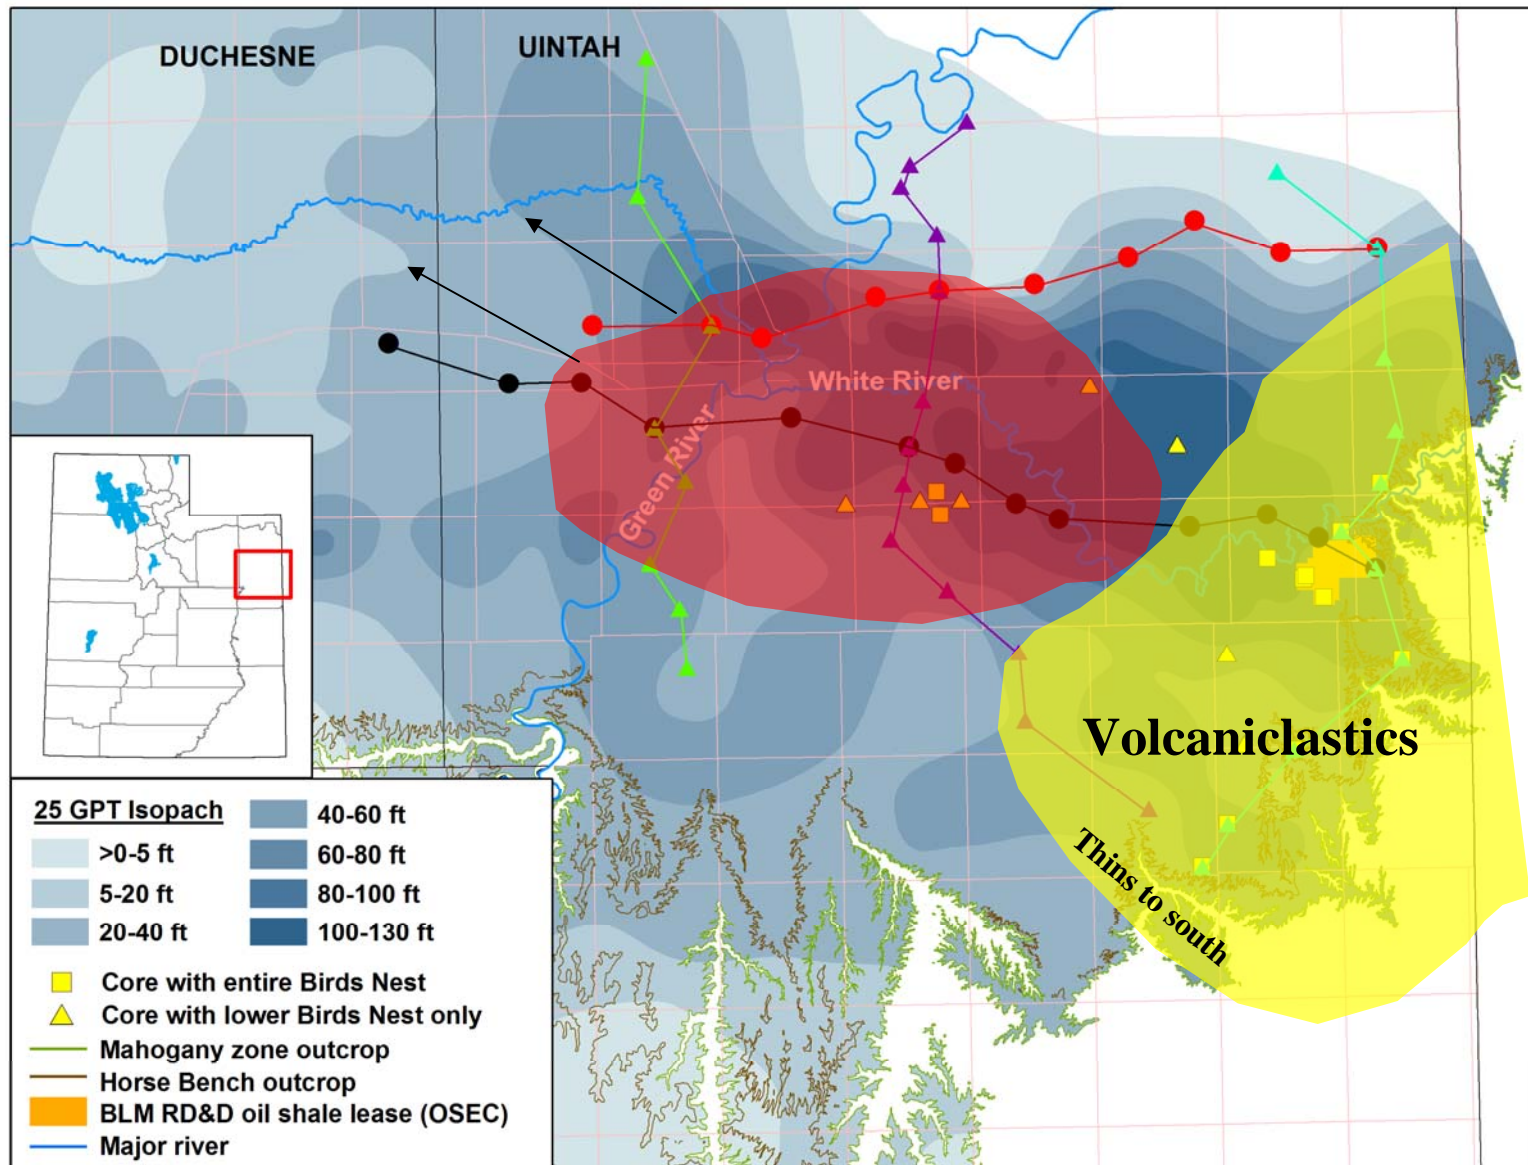 DUCHESNE
UINTAH
White River
Green River
Volcaniclastics
Thins to south
25 GPT Isopach
>0-5 ft
5-20 ft
20-40 ft
40-60 ft
60-80 ft
80-100 ft
100-130 ft
Core with entire Birds Nest
Core with lower Birds Nest only
Mahogany zone outcrop
Horse Bench outcrop
BLM RD&D oil shale lease (OSEC)
Major river